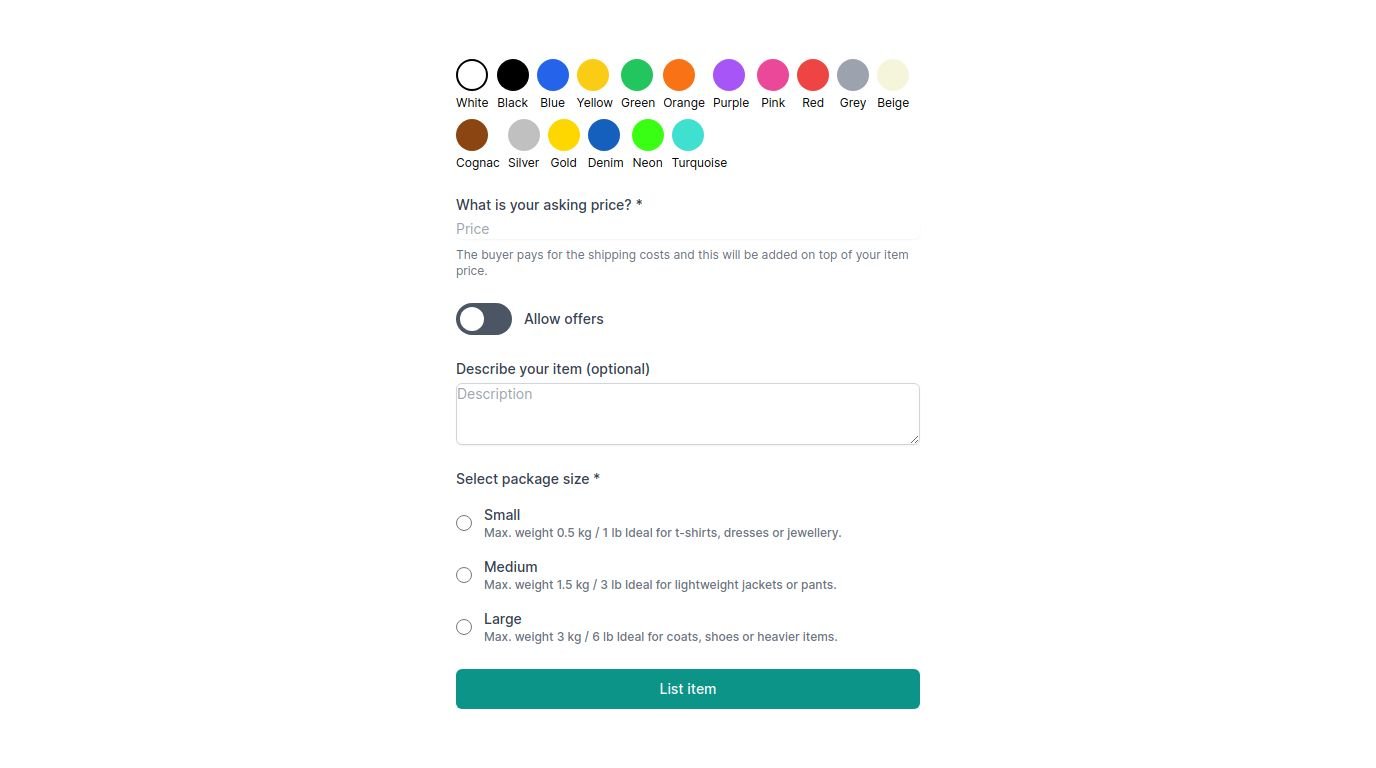 White Black Blue Yellow Green Orange Purple Pink Red Grey Beige
Cognac Silver Gold Denim Neon Turquoise
What is your asking price? *
Price
The buyer pays for the shipping costs and this will be added on top of your item
price.
Allow offers
Describe your item (optional)
Description
Select package size *
Small
Max. weight 0.5 kg / 1 lb Ideal for t-shirts, dresses or jewellery.
Medium
Max. weight 1.5 kg / 3 lb Ideal for lightweight jackets or pants.
Large
Max. weight 3 kg / 6 lb Ideal for coats, shoes or heavier items.
List item